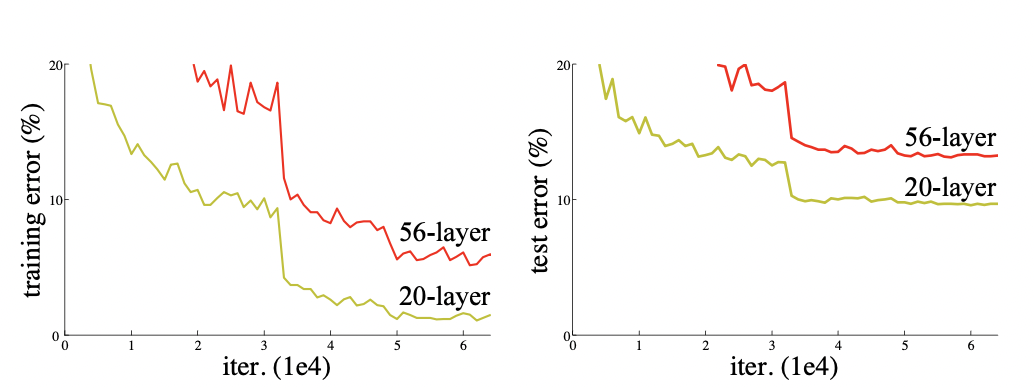 training error (%)
20
10
0
0 1 2 3 4 5 6
iter. (1e4)
56-layer
20-layer
test error (%)
20
10
0
0 1 2 3 4 5 6
iter. (1e4)
56-layer
20-layer